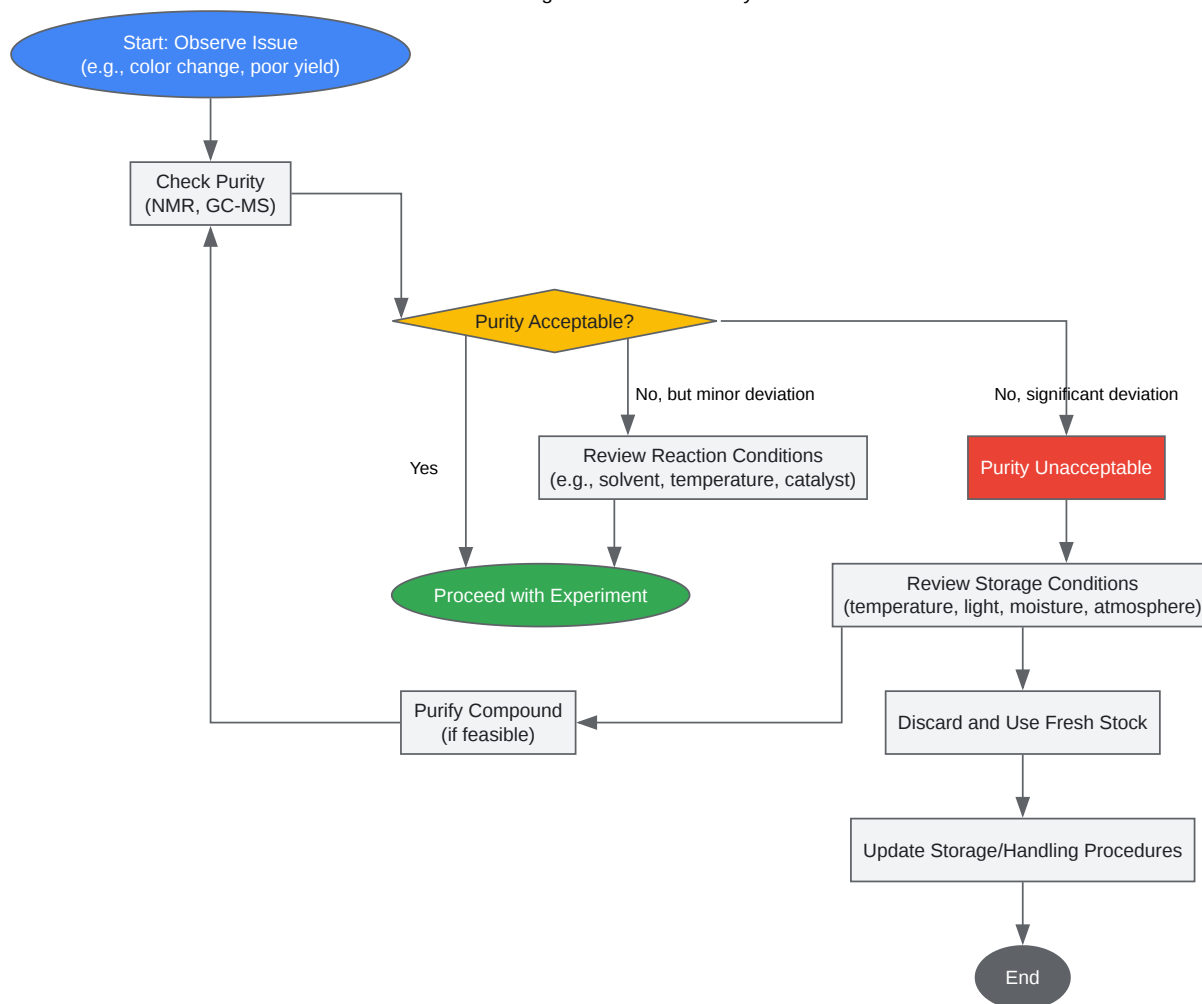 Start: Observe Issue
(e.g., color change, poor yield)
Check Purity
(NMR, GC-MS)
Purity Acceptable?
No, but minor deviation
No, significant deviation
Yes
Review Reaction Conditions
(e.g., solvent, temperature, catalyst)
Purity Unacceptable
Proceed with Experiment
Review Storage Conditions
(temperature, light, moisture, atmosphere)
Purify Compound
(if feasible)
Discard and Use Fresh Stock
Update Storage/Handling Procedures
End